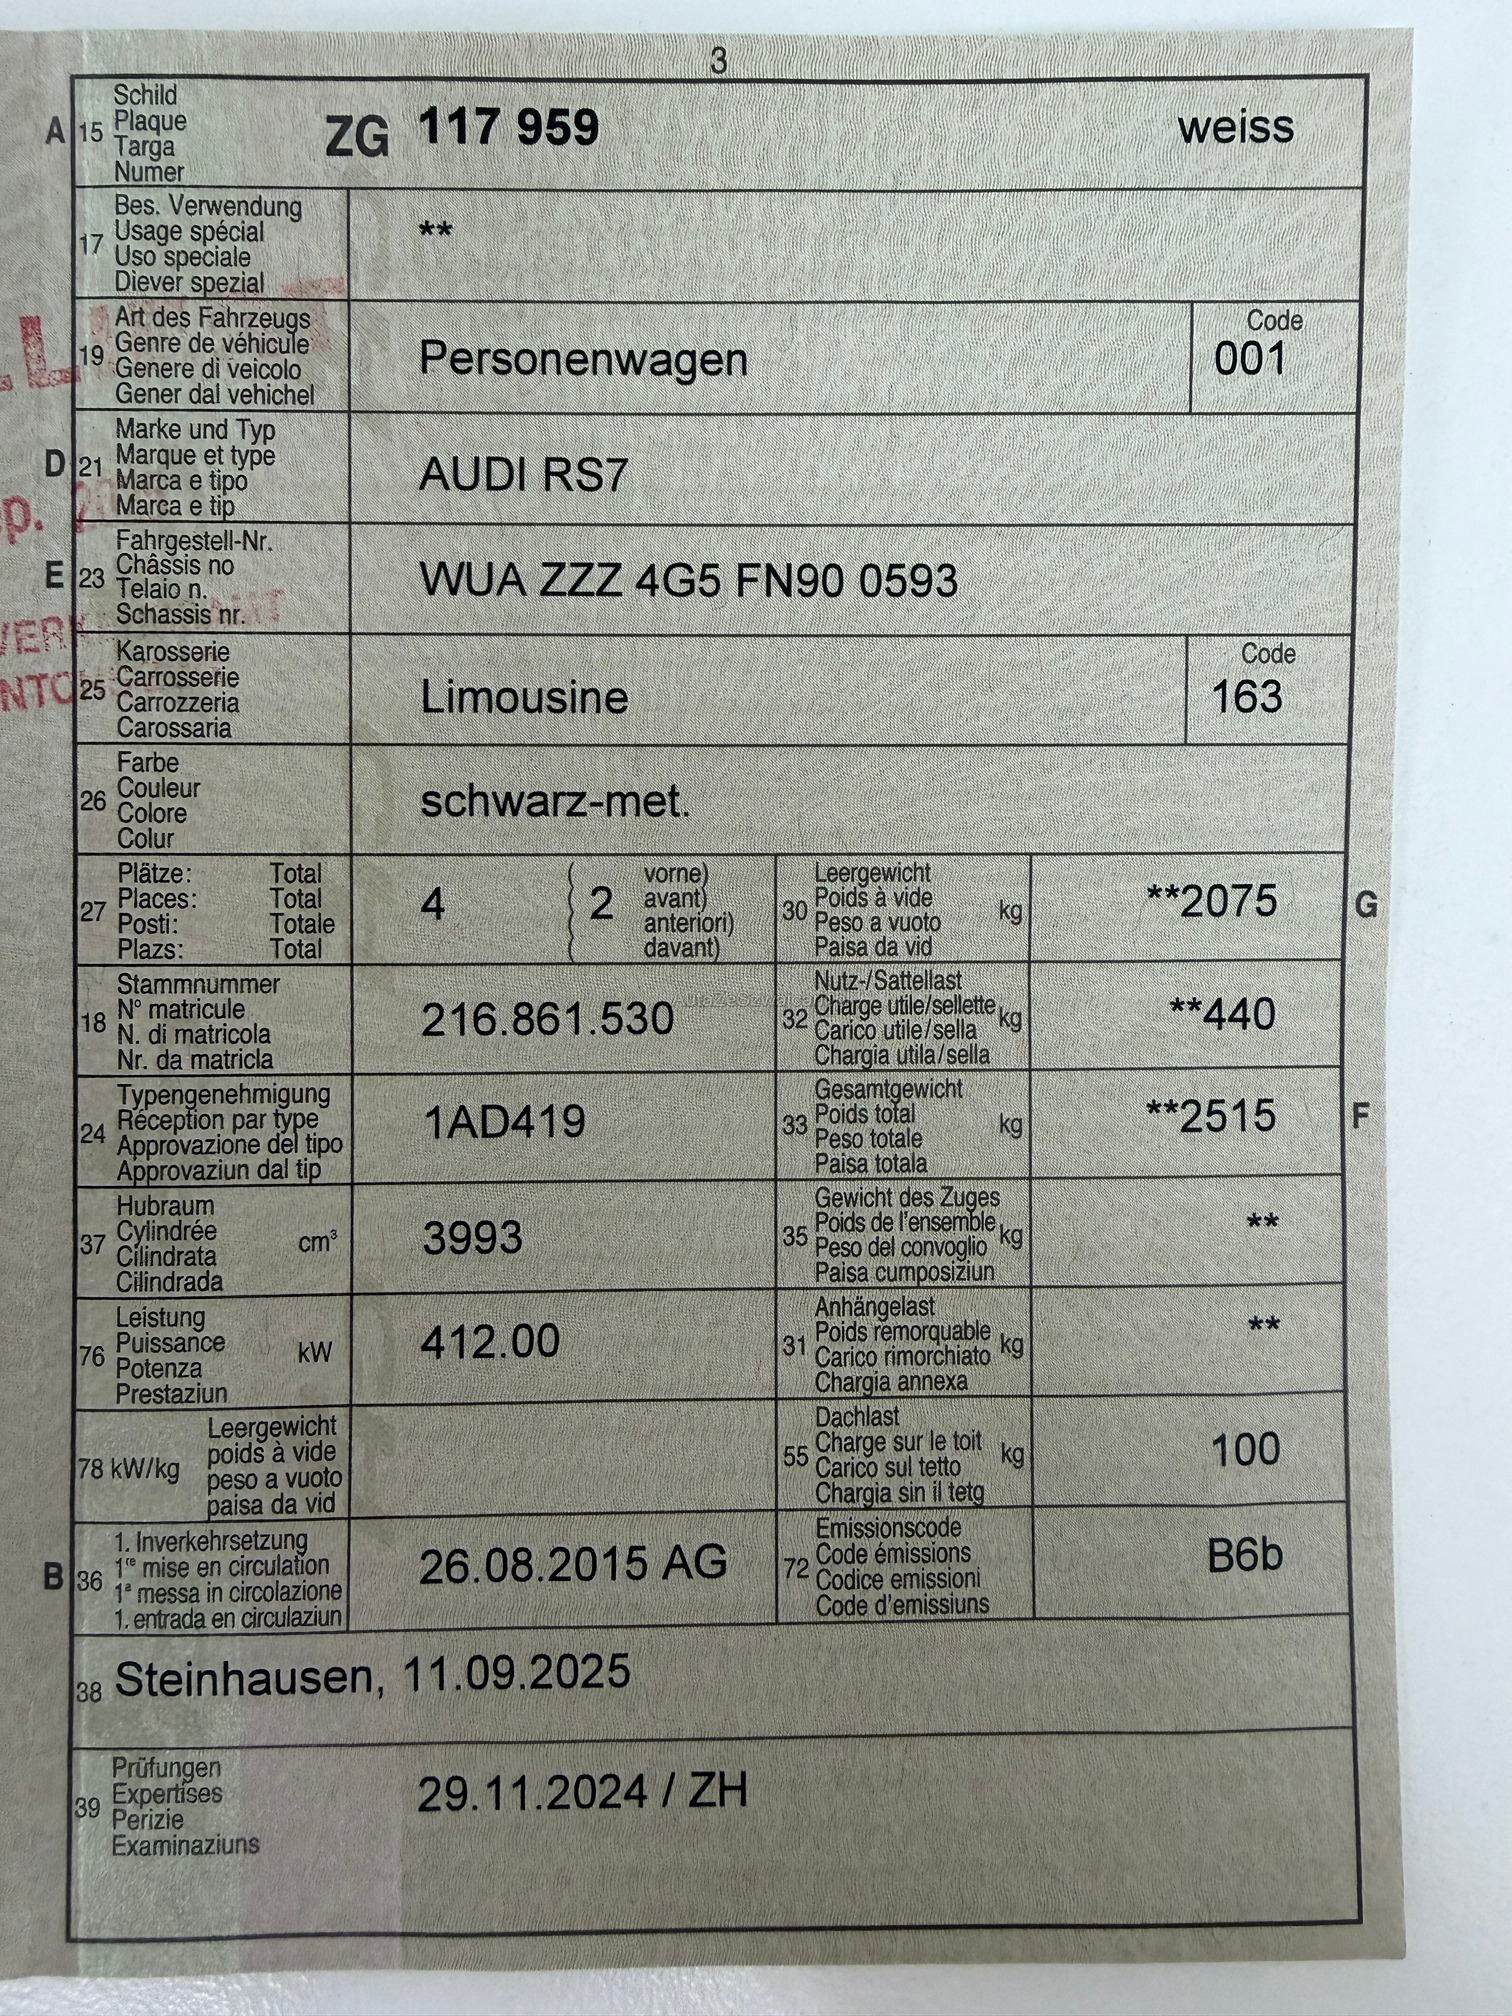 3
A 15 Schild
Plaque
Targa
Numer
ZG 117 959 weiss
17 Bes. Verwendung
Usage spécial
Uso speciale
Diever spezial
**
19 Art des Fahrzeugs
Genre de véhicule
Genere di veicolo
Gener dal vehichel
Personenwagen
Code
001
D 21 Marke und Typ
Marque et type
Marca e tipo
Marca e tip
AUDI RS7
E 23 Fahrgestell-Nr.
Châssis no
Telaio n.
Schassis nr.
WUA ZZZ 4G5 FN90 0593
25 Karosserie
Carrosserie
Carrozzeria
Carossaria
Limousine
Code
163
26 Farbe
Couleur
Colore
Colur
schwarz-met.
27 Plätze: Total
Places: Total
Posti: Totale
Plazs: Total
4 ( 2 vorne)
( avant)
( anteriori)
( davant)
30 Leergewicht
Poids à vide
Peso a vuoto
Paisa da vid
kg **2075 G
18 Stammnummer
N° matricule
N. di matricola
Nr. da matricla
216.861.530
32 Nutz-/Sattellast
Charge utile/sellette
Carico utile/sella
Chargia utila/sella
kg **440
24 Typengenehmigung
Réception par type
Approvazione del tipo
Approvaziun dal tip
1AD419
33 Gesamtgewicht
Poids total
Peso totale
Paisa totala
kg **2515 F
37 Hubraum
Cylindrée
Cilindrata
Cilindrada
cm³ 3993
35 Gewicht des Zuges
Poids de l'ensemble
Peso del convoglio
Paisa cumposiziun
kg **
76 Leistung
Puissance
Potenza
Prestaziun
kW 412.00
31 Anhängelast
Poids remorquable
Carico rimorchiato
Chargia annexa
kg **
78 kW/kg Leergewicht
poids à vide
peso a vuoto
paisa da vid
55 Dachlast
Charge sur le toit
Carico sul tetto
Chargia sin il tetg
kg 100
B 36 1. Inverkehrsetzung
1re mise en circulation
1a messa in circolazione
1. entrada en circulaziun
26.08.2015 AG
72 Emissionscode
Code émissions
Codice emissioni
Code d'emissiuns
B6b
38 Steinhausen, 11.09.2025
39 Prüfungen
Expertises
Perizie
Examinaziuns
29.11.2024 / ZH